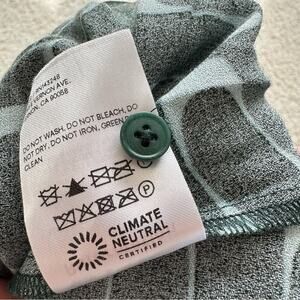 RN143248
VERNON AVE.
CA 90058
DO NOT WASH. DO NOT BLEACH. DO
NOT DRY. DO NOT IRON, GREEN
CLEAN
P
P
CLIMATE
NEUTRAL
CERTIFIED